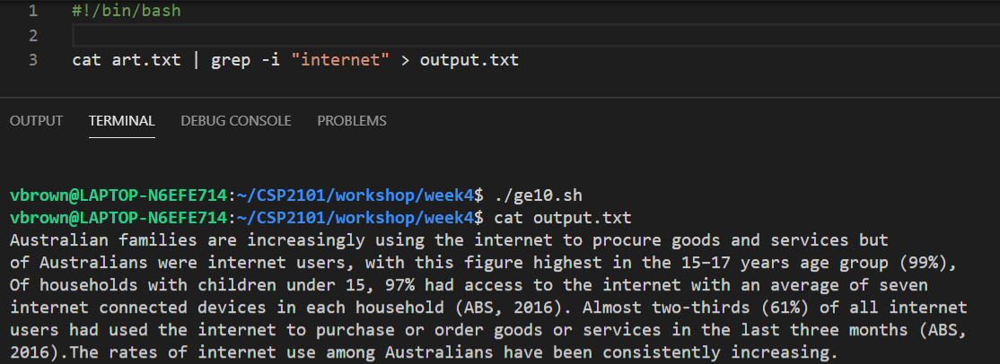 1 #!/bin/bash
2
3 cat art.txt | grep -i "internet" > output.txt
OUTPUT TERMINAL DEBUG CONSOLE PROBLEMS
vbrown@LAPTOP-N6EFE714:~/CSP2101/workshop/week4$ ./ge10.sh
vbrown@LAPTOP-N6EFE714:~/CSP2101/workshop/week4$ cat output.txt
Australian families are increasingly using the internet to procure goods and services but
of Australians were internet users, with this figure highest in the 15–17 years age group (99%),
Of households with children under 15, 97% had access to the internet with an average of seven
internet connected devices in each household (ABS, 2016). Almost two-thirds (61%) of all internet
users had used the internet to purchase or order goods or services in the last three months (ABS,
2016).The rates of internet use among Australians have been consistently increasing.